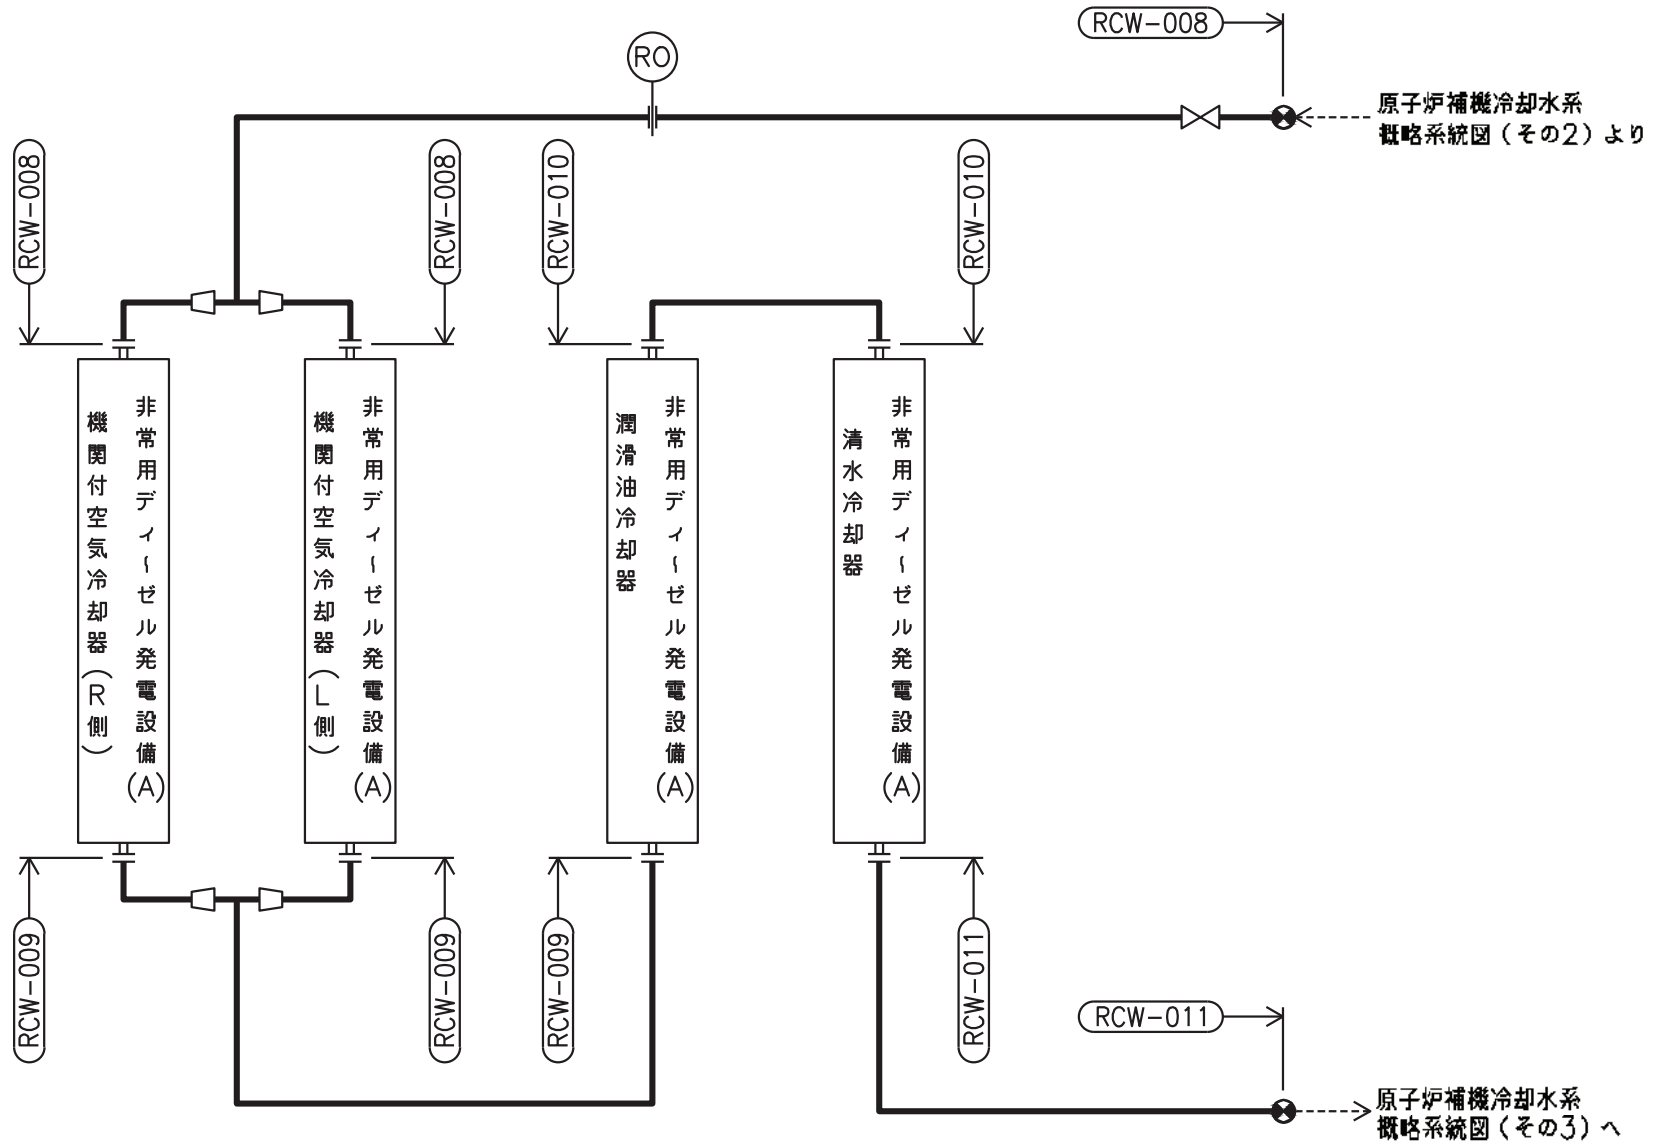 RCW-008
RO
原子炉補機冷却水系
概略系統図(その2)より
RCW-008
RCW-008
RCW-010
RCW-010
非常用ディーゼル発電設備(A)
機関付空気冷却器(R側)
非常用ディーゼル発電設備(A)
機関付空気冷却器(L側)
非常用ディーゼル発電設備(A)
潤滑油冷却器
非常用ディーゼル発電設備(A)
清水冷却器
RCW-009
RCW-009
RCW-009
RCW-011
RCW-011
原子炉補機冷却水系
概略系統図(その3)へ